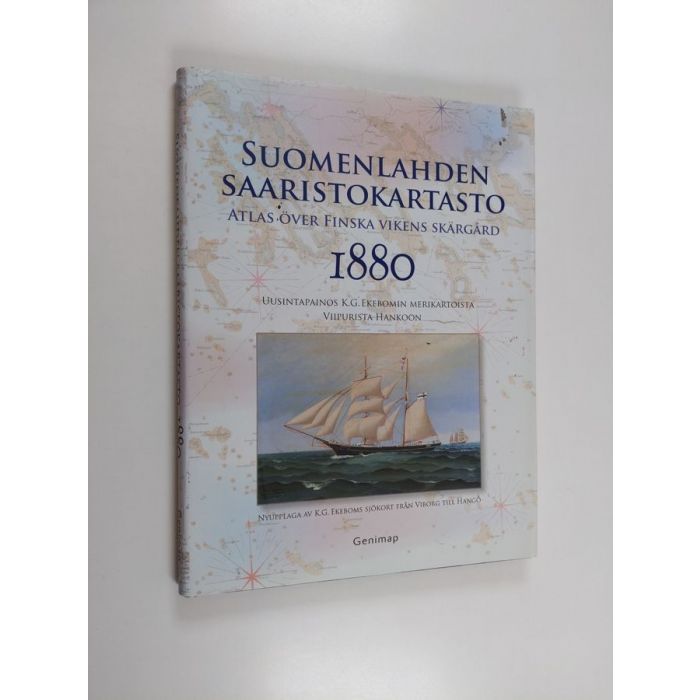 SUOMENLAHDEN
SAARISTOKARTASTO
ATLAS ÖVER FINSKA VIKENS SKÄRGÅRD
1880
UUSINTAPAINOS K.G. EKEBOMIN MERIKARTOISTA
VIIPURISTA HANKOON
NYUPPLAGA AV K.G. EKEBOMS SJÖKORT FRÅN VIBORG TILL HANGÖ
Genimap
1880